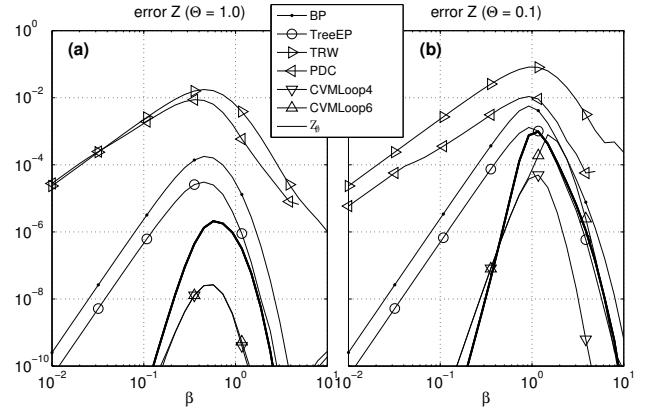 error Z (Θ = 1.0)
error Z (Θ = 0.1)
BP
TreeEP
TRW
PDC
CVMLoop4
CVMLoop6
(a)
(b)
10^0
10^-2
10^-4
10^-6
10^-8
10^-10
10^-2
10^-1
10^0
10^1
10^-2
10^-1
10^0
10^1
β
β